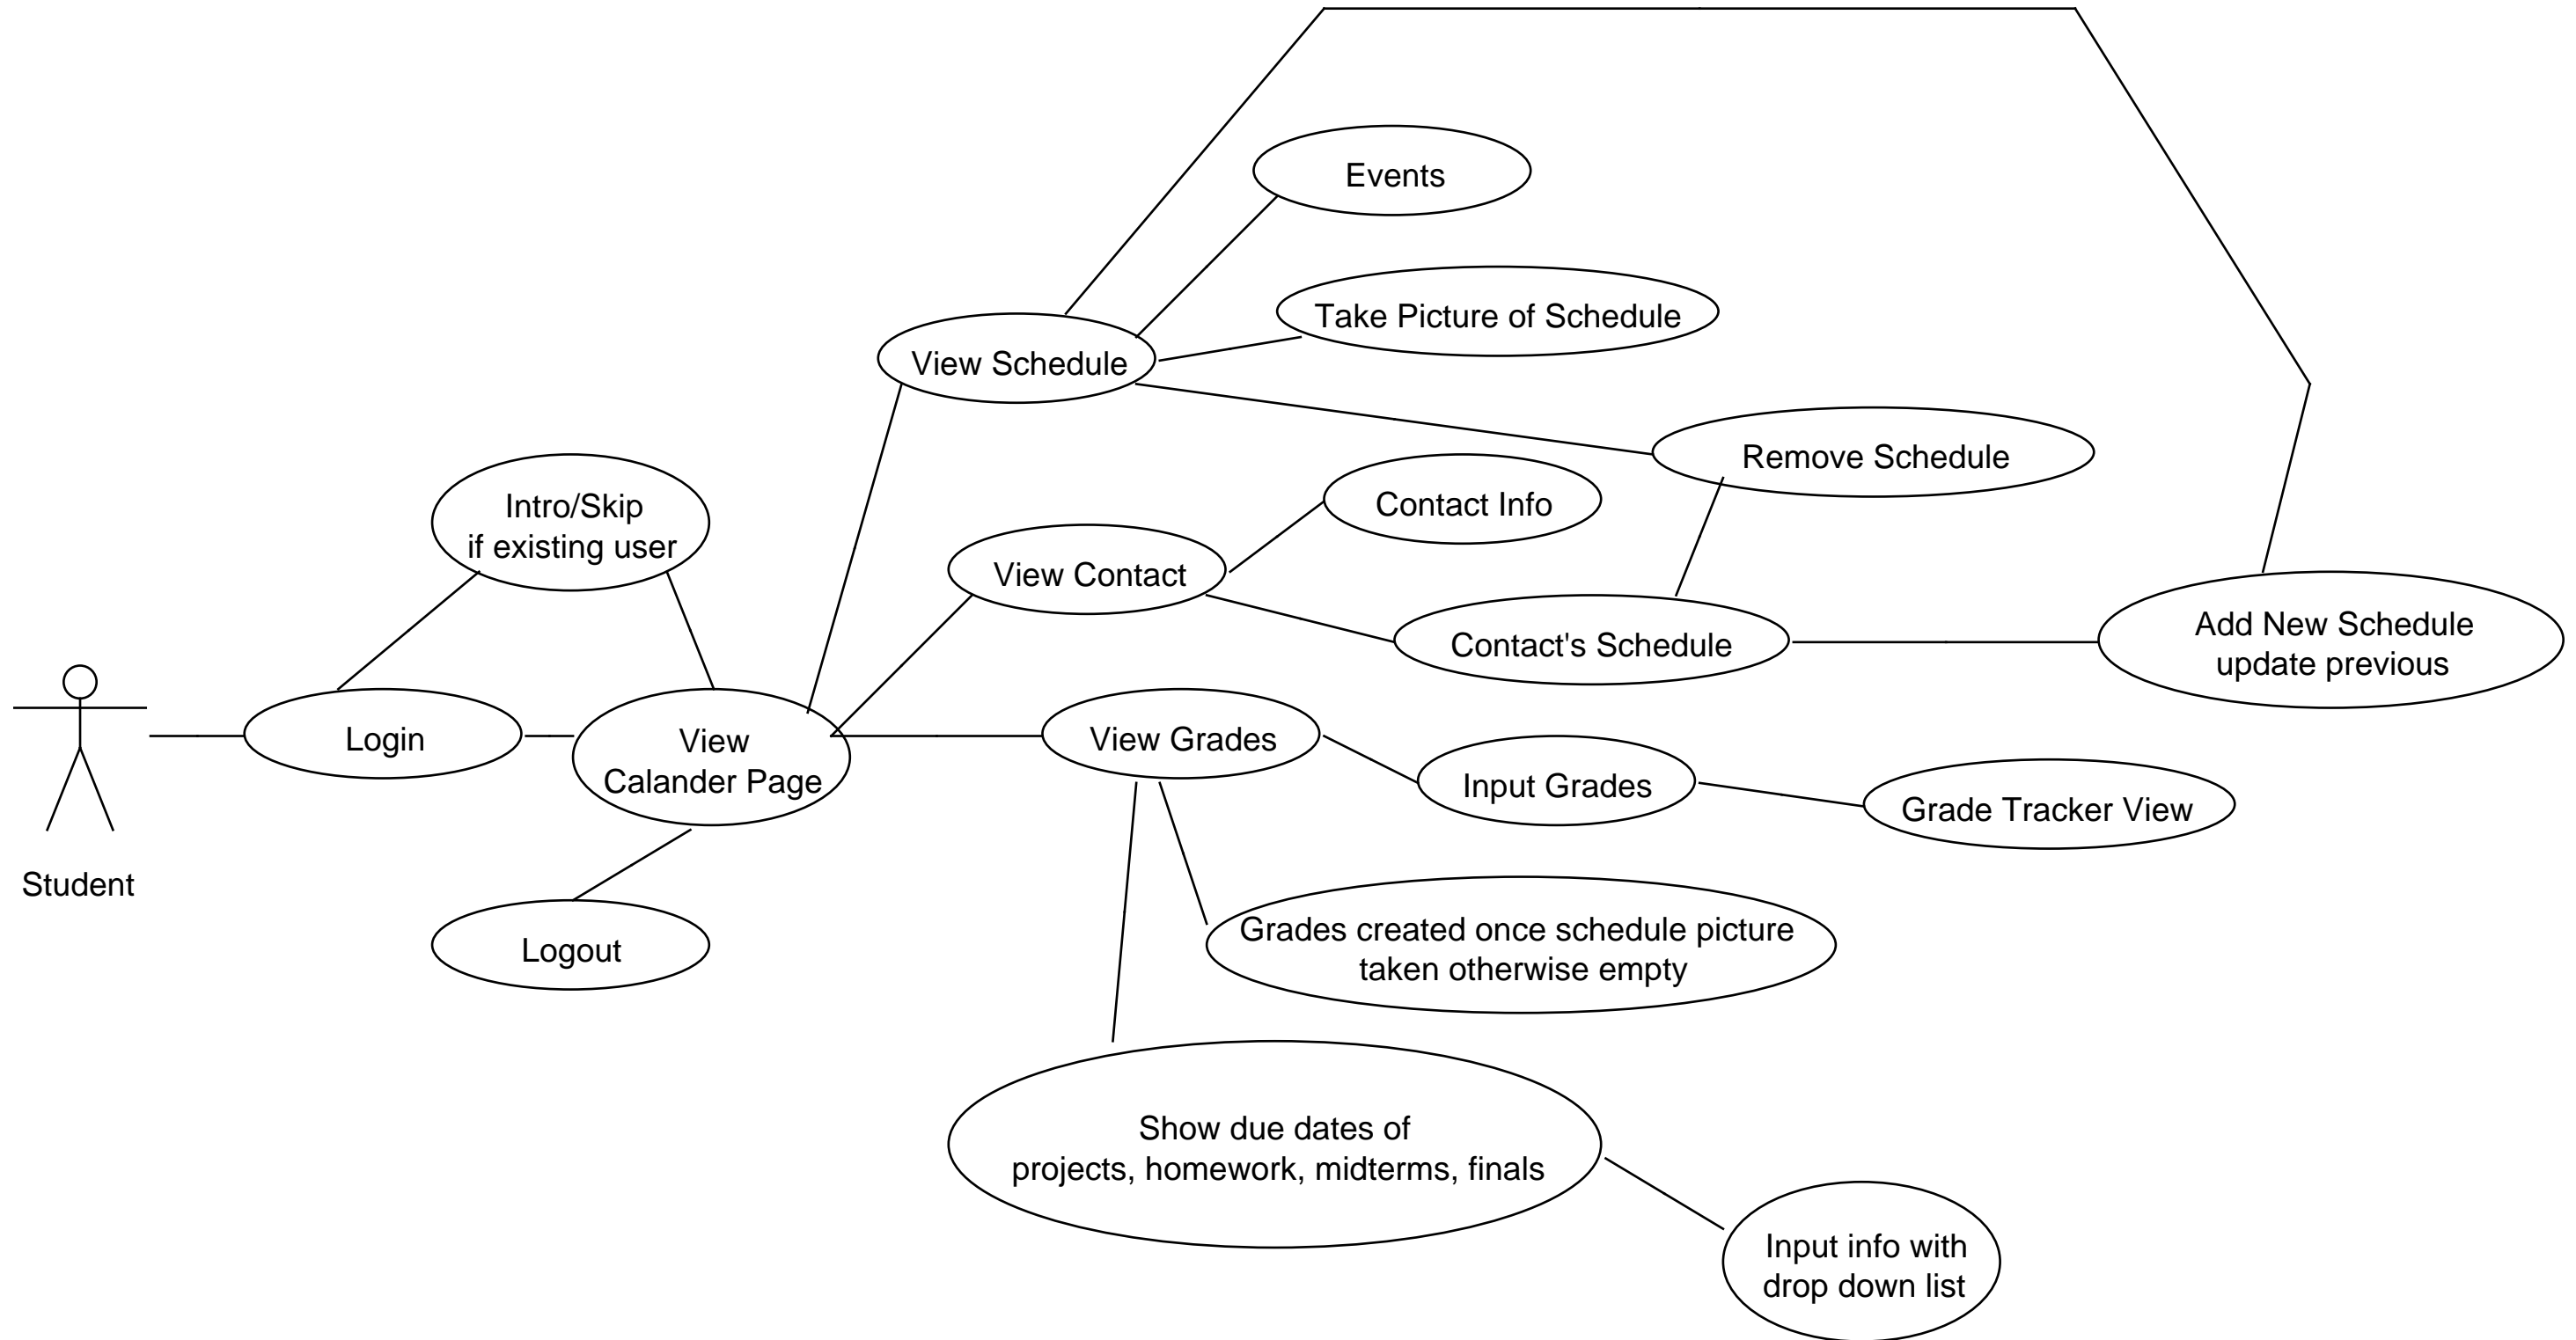 Events
Take Picture of Schedule
View Schedule
Remove Schedule
Intro/Skip
if existing user
Contact Info
View Contact
Contact's Schedule
Add New Schedule
update previous
Login
View
Calander Page
View Grades
Input Grades
Grade Tracker View
Student
Logout
Grades created once schedule picture
taken otherwise empty
Show due dates of
projects, homework, midterms, finals
Input info with
drop down list